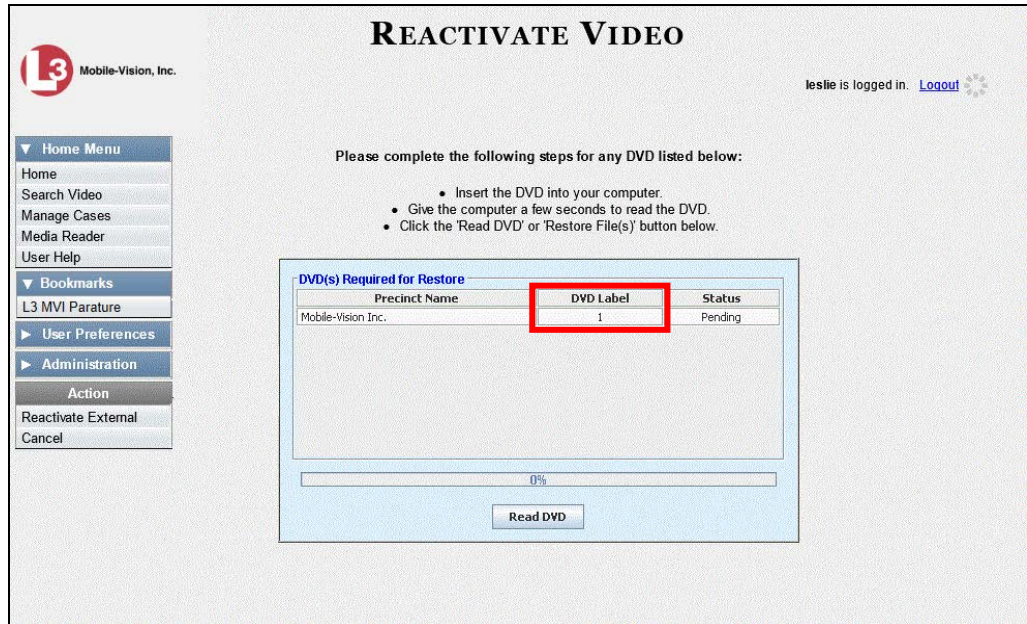 REACTIVATE VIDEO
L3 Mobile-Vision, Inc.
leslie is logged in. Logout
Home Menu
Home
Search Video
Manage Cases
Media Reader
User Help
Bookmarks
L3 MVI Parature
User Preferences
Administration
Action
Reactivate External
Cancel
Please complete the following steps for any DVD listed below:
• Insert the DVD into your computer.
• Give the computer a few seconds to read the DVD.
• Click the 'Read DVD' or 'Restore File(s)' button below.
DVD(s) Required for Restore
Precinct Name DVD Label Status
Mobile-Vision Inc. 1 Pending
0%
Read DVD